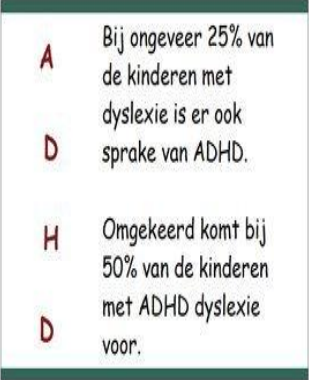 A
D
H
D
Bij ongeveer 25% van
de kinderen met
dyslexie is er ook
sprake van ADHD.
Omgekeerd komt bij
50% van de kinderen
met ADHD dyslexie
voor.